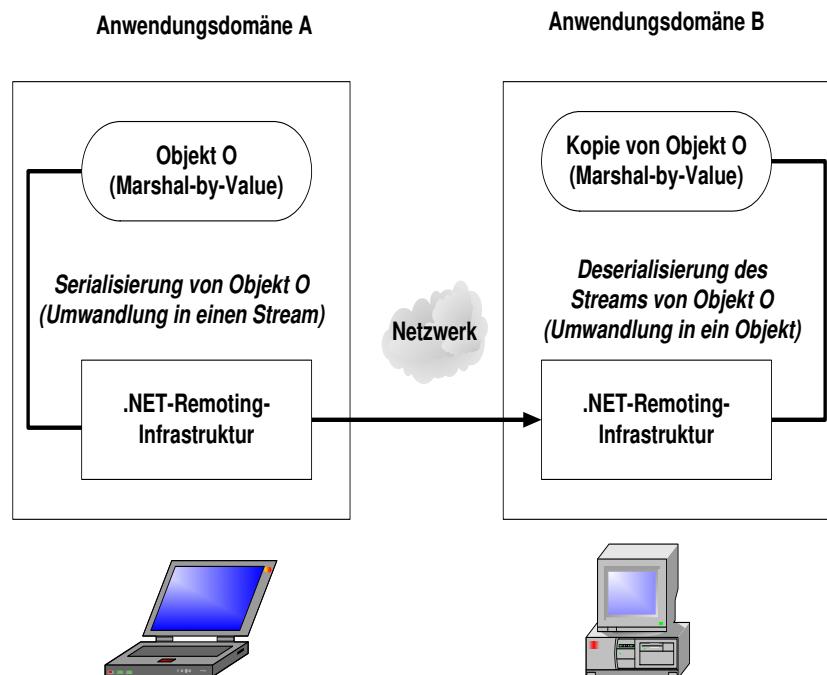 Anwendungsdomäne A
Anwendungsdomäne B
Objekt O
(Marshal-by-Value)
Kopie von Objekt O
(Marshal-by-Value)
Serialisierung von Objekt O
(Umwandlung in einen Stream)
Netzwerk
Deserialisierung des
Streams von Objekt O
(Umwandlung in ein Objekt)
.NET-Remoting-
Infrastruktur
.NET-Remoting-
Infrastruktur